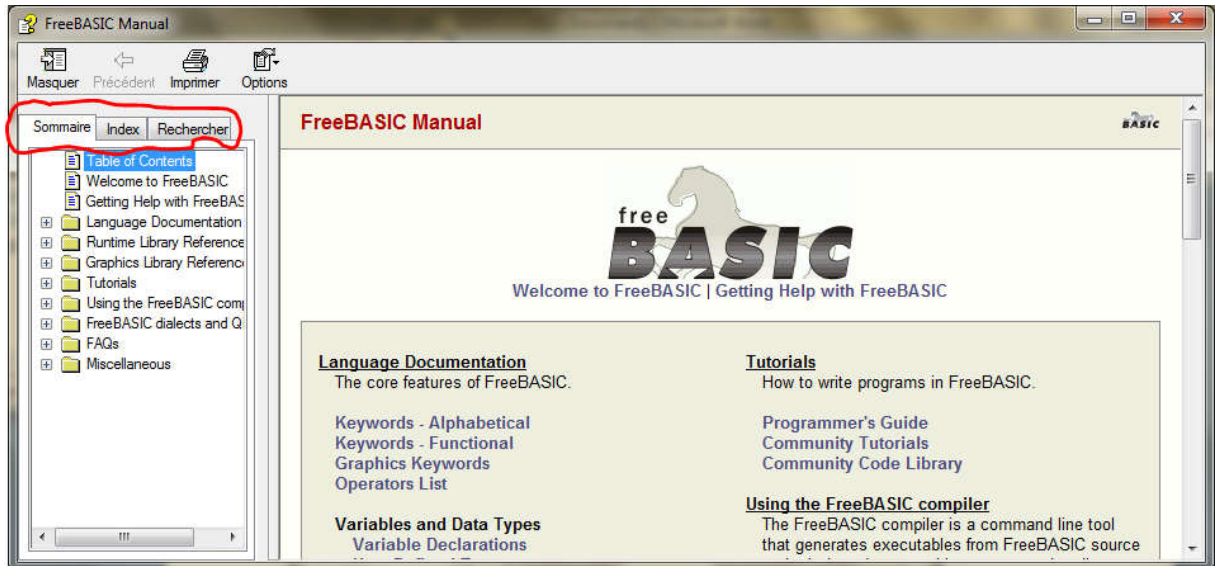 FreeBASIC Manual
Masquer Précédent Imprimer Options
Sommaire Index Rechercher
Table of Contents
Welcome to FreeBASIC
Getting Help with FreeBAS
Language Documentation
Runtime Library Reference
Graphics Library Referenc
Tutorials
Using the FreeBASIC com
FreeBASIC dialects and Q
FAQs
Miscellaneous
FreeBASIC Manual
BASIC
free
BASIC
Welcome to FreeBASIC | Getting Help with FreeBASIC
Language Documentation
The core features of FreeBASIC.
Keywords - Alphabetical
Keywords - Functional
Graphics Keywords
Operators List
Variables and Data Types
Variable Declarations
Tutorials
How to write programs in FreeBASIC.
Programmer's Guide
Community Tutorials
Community Code Library
Using the FreeBASIC compiler
The FreeBASIC compiler is a command line tool
that generates executables from FreeBASIC source